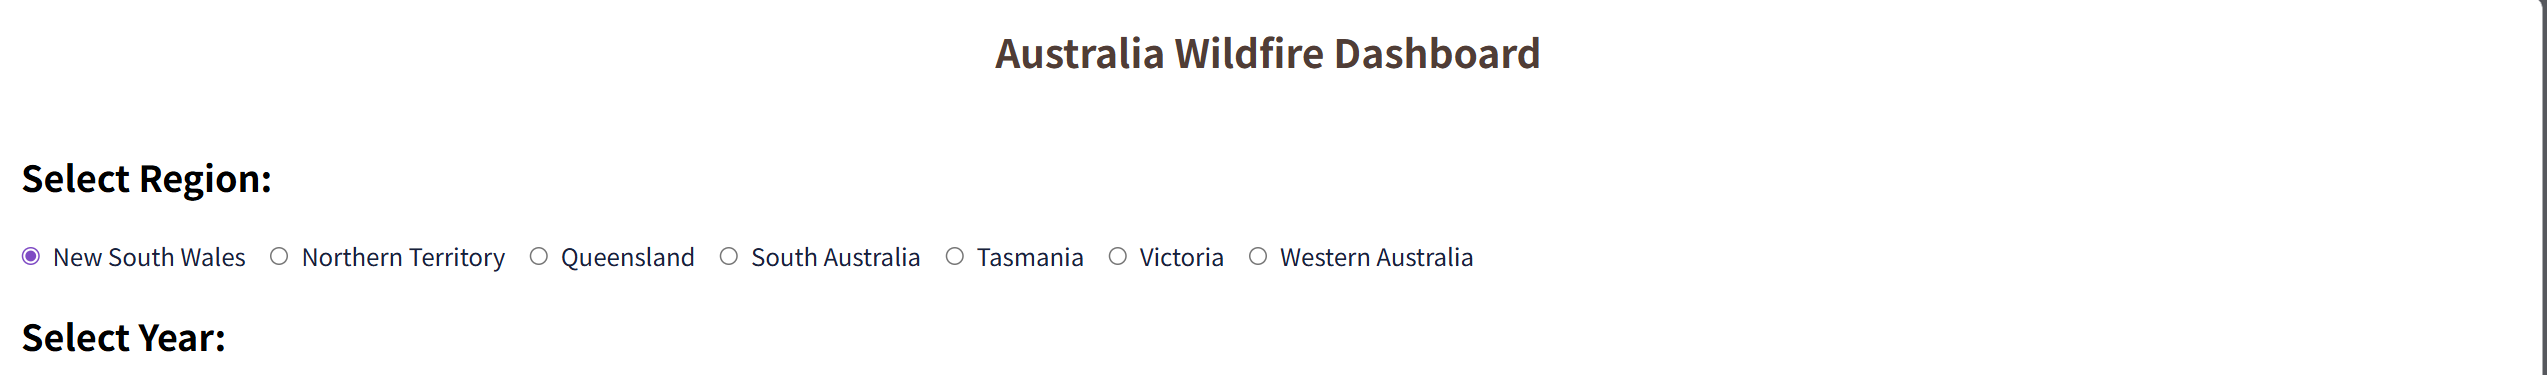 Australia Wildfire Dashboard
Select Region:
New South Wales Northern Territory Queensland South Australia Tasmania Victoria Western Australia
Select Year: